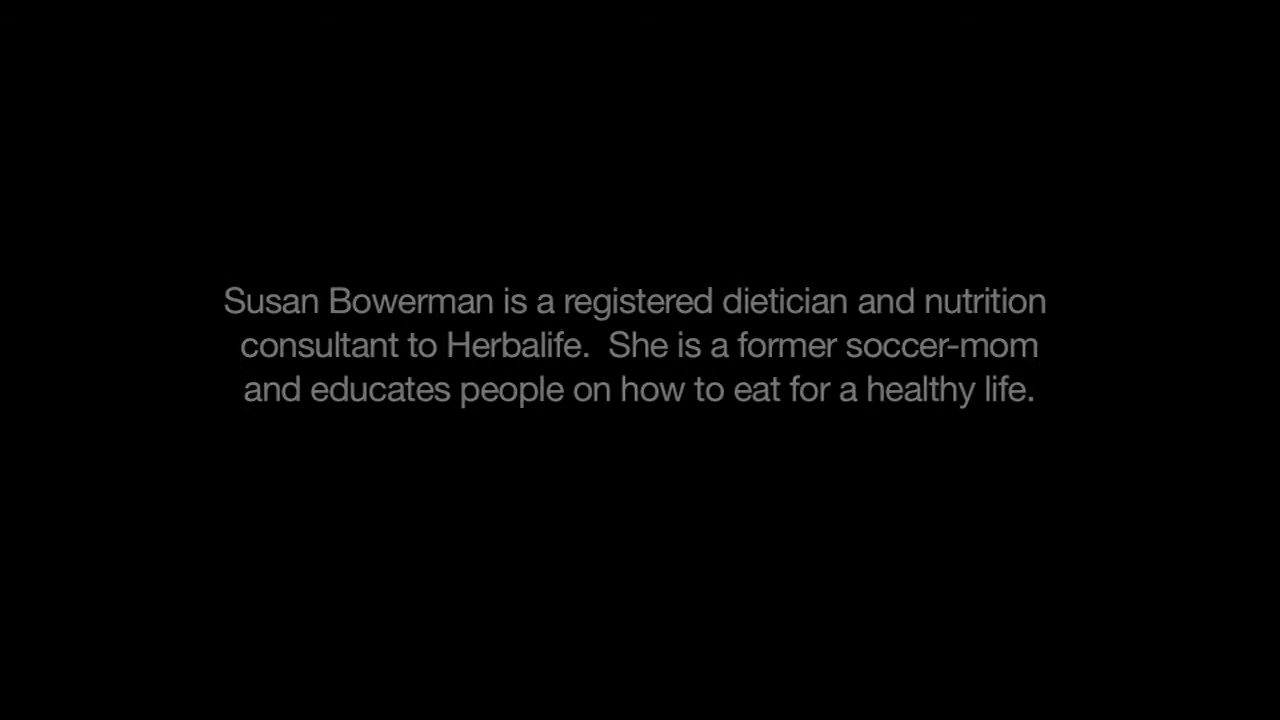 Susan Bowerman is a registered dietician and nutrition
consultant to Herbalife.  She is a former soccer-mom
and educates people on how to eat for a healthy life.